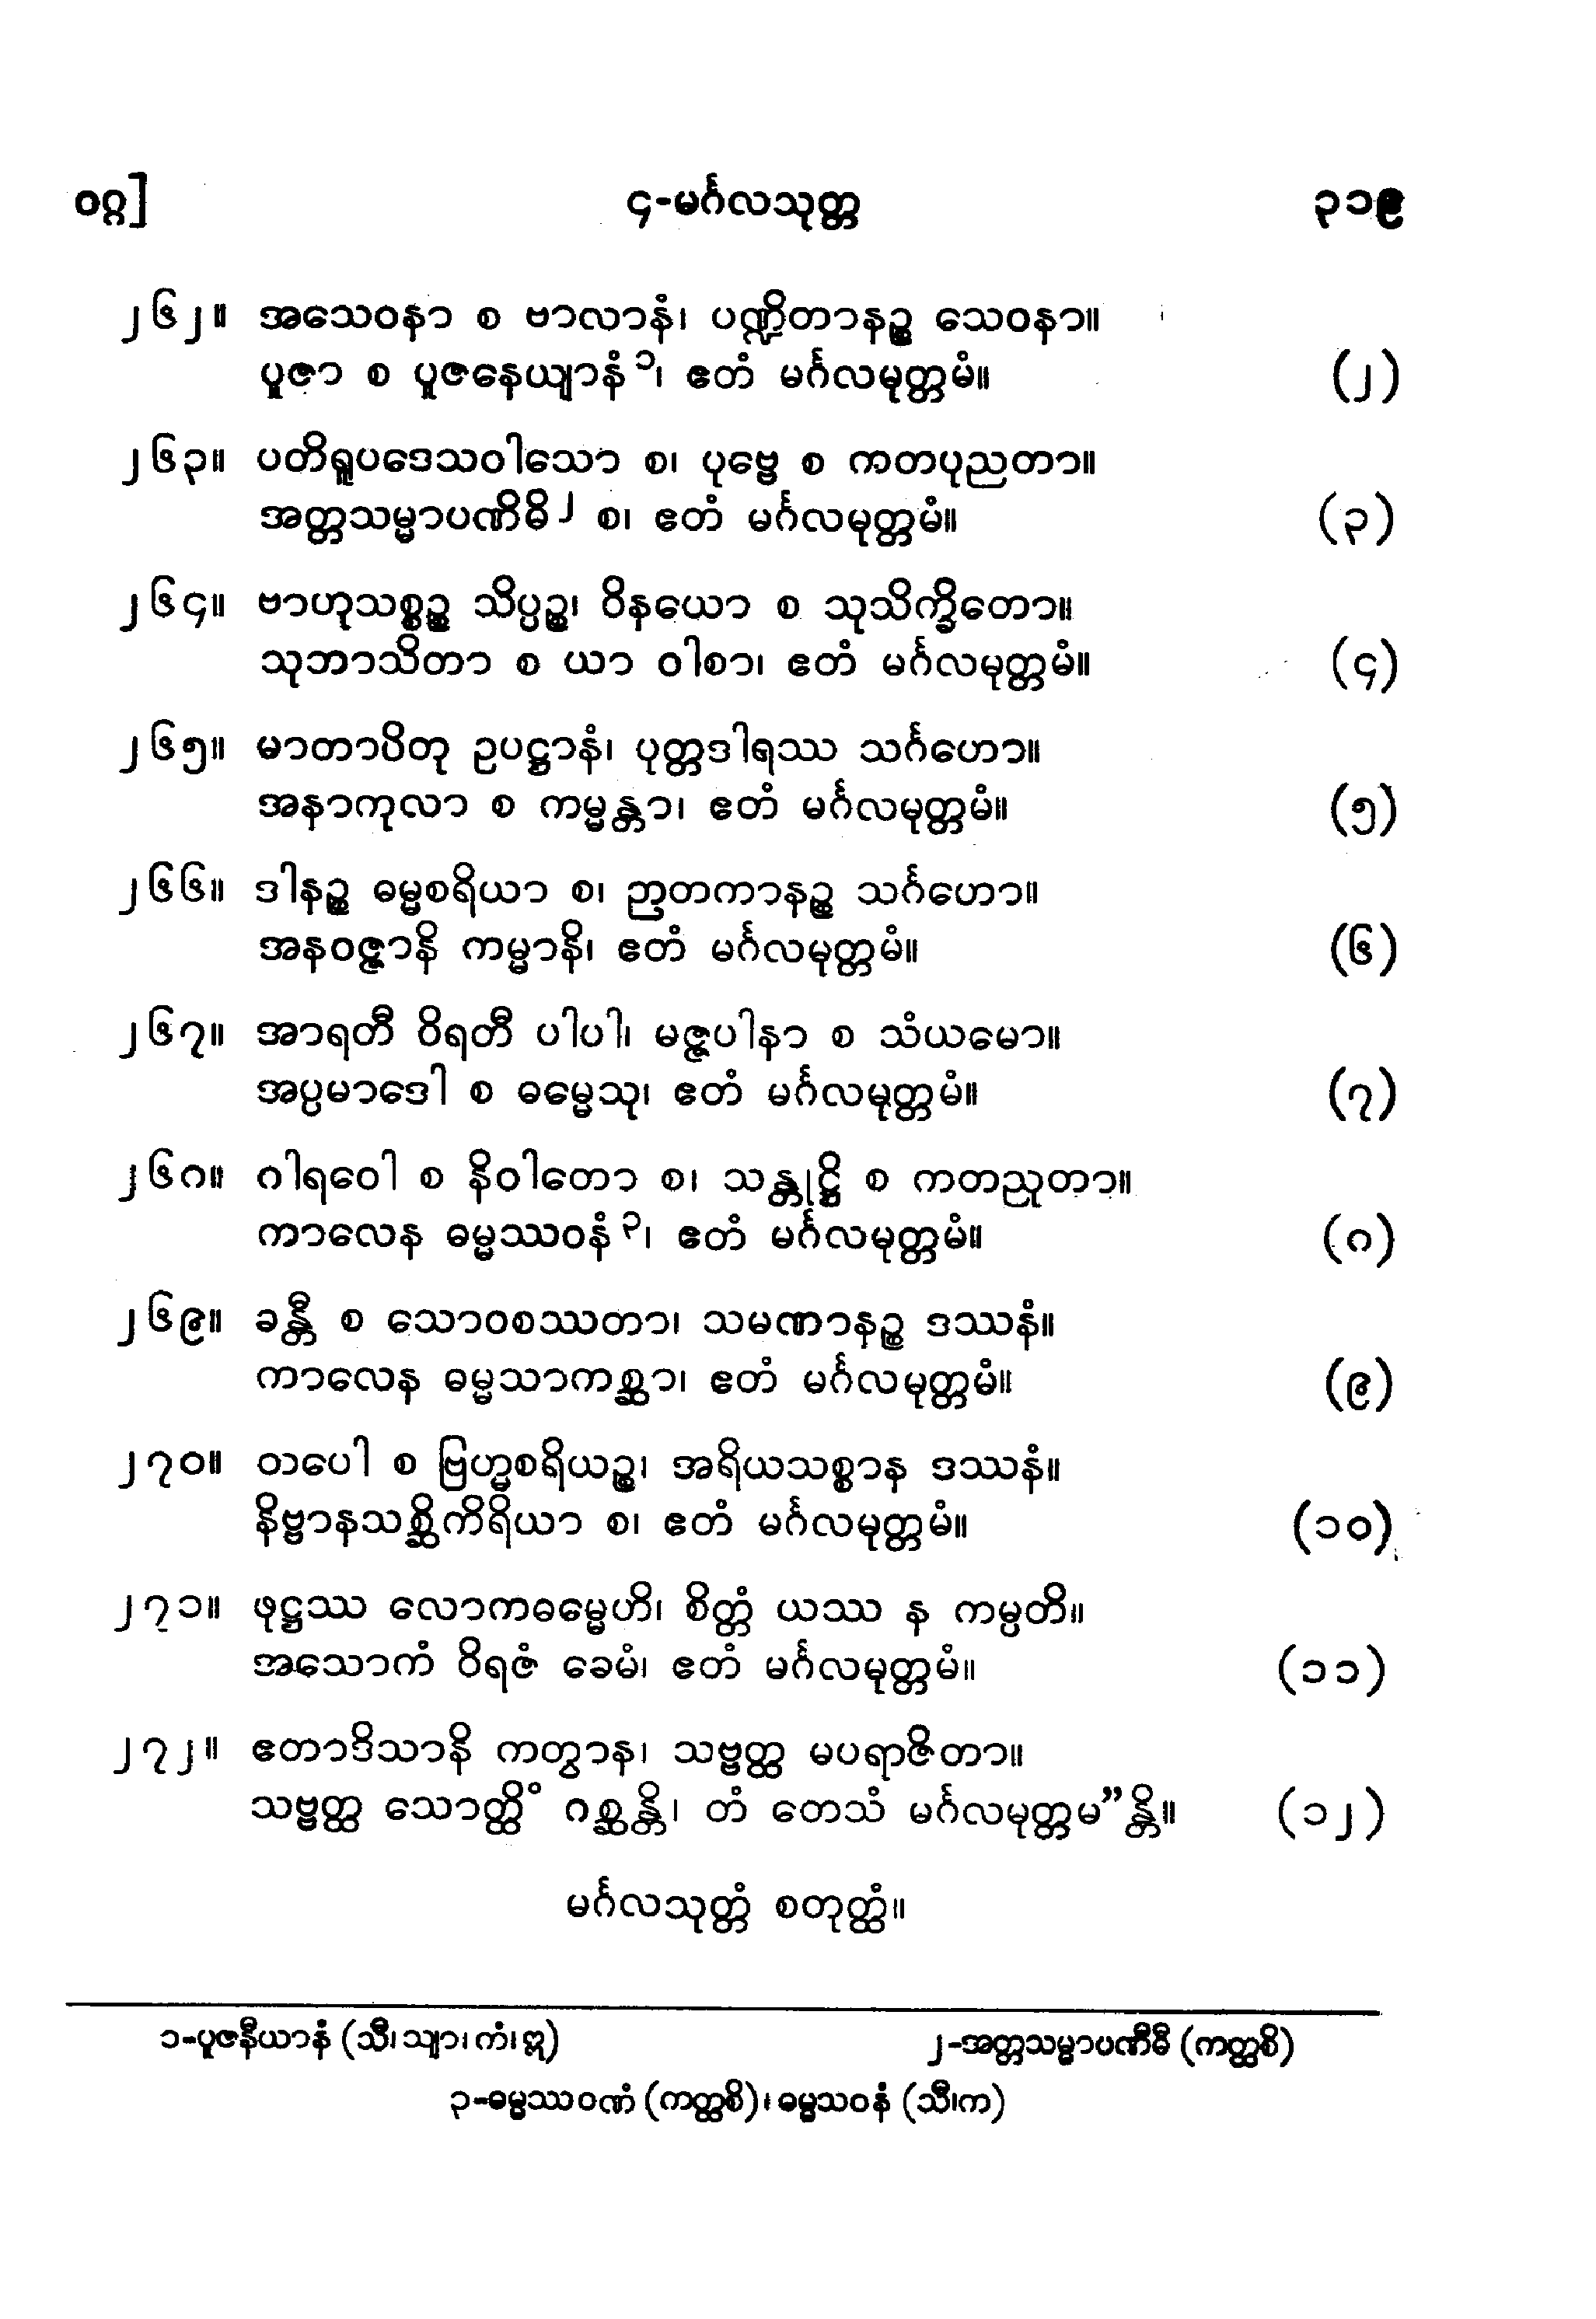 ဝဂ္ဂ] ၄-မင်္ဂလသုတ္တ ၃၁၉
၂၆၂။ အသေဝနာ စ ဗာလာနံ၊ ပဏ္ဍိတာနဉ္စ သေဝနာ။
ပူဇာ စ ပူဇနေယျာနံ ၁၊ ဧတံ မင်္ဂလမုတ္တမံ။ (၂)
၂၆၃။ ပတိရူပဒေသဝါသော စ၊ ပုဗ္ဗေ စ ကတပုညတာ။
အတ္တသမ္မာပဏိဓိ ၂ စ၊ ဧတံ မင်္ဂလမုတ္တမံ။ (၃)
၂၆၄။ ဗာဟုသစ္စဉ္စ သိပ္ပဉ္စ၊ ဝိနယော စ သုသိက္ခိတော။
သုဘာသိတာ စ ယာ ဝါစာ၊ ဧတံ မင်္ဂလမုတ္တမံ။ (၄)
၂၆၅။ မာတာပိတု ဥပဋ္ဌာနံ၊ ပုတ္တဒါရဿ သင်္ဂဟော။
အနာကုလာ စ ကမ္မန္တာ၊ ဧတံ မင်္ဂလမုတ္တမံ။ (၅)
၂၆၆။ ဒါနဉ္စ ဓမ္မစရိယာ စ၊ ဉာတကာနဉ္စ သင်္ဂဟော။
အနဝဇ္ဇာနိ ကမ္မာနိ၊ ဧတံ မင်္ဂလမုတ္တမံ။ (၆)
၂၆၇။ အာရတီ ဝိရတီ ပါပါ၊ မဇ္ဇပါနာ စ သံယမော။
အပ္ပမာဒေါ စ ဓမ္မေသု၊ ဧတံ မင်္ဂလမုတ္တမံ။ (၇)
၂၆၈။ ဂါရဝေါ စ နိဝါတော စ၊ သန္တုဋ္ဌိ စ ကတညုတာ။
ကာလေန ဓမ္မဿဝနံ ၃၊ ဧတံ မင်္ဂလမုတ္တမံ။ (၈)
၂၆၉။ ခန္တီ စ သောဝစဿတာ၊ သမဏာနဉ္စ ဒဿနံ။
ကာလေန ဓမ္မသာကစ္ဆာ၊ ဧတံ မင်္ဂလမုတ္တမံ။ (၉)
၂၇၀။ တပေါ စ ဗြဟ္မစရိယဉ္စ၊ အရိယသစ္စာန ဒဿနံ။
နိဗ္ဗာနသစ္ဆိကိရိယာ စ၊ ဧတံ မင်္ဂလမုတ္တမံ။ (၁၀)
၂၇၁။ ဖုဋ္ဌဿ လောကဓမ္မေဟိ၊ စိတ္တံ ယဿ န ကမ္ပတိ။
အသောကံ ဝိရဇံ ခေမံ၊ ဧတံ မင်္ဂလမုတ္တမံ။ (၁၁)
၂၇၂။ ဧတာဒိသာနိ ကတွာန၊ သဗ္ဗတ္ထ မပရာဇိတာ။
သဗ္ဗတ္ထ သောတ္ထိံ ဂစ္ဆန္တိ၊ တံ တေသံ မင်္ဂလမုတ္တမ”န္တိ။ (၁၂)
မင်္ဂလသုတ္တံ စတုတ္ထံ။
၁-ပူဇနီယာနံ (သီ၊ သျာ၊ ကံ၊ ဣ) ၂-အတ္တသမ္မာပဏီဓီ (ကတ္ထစိ)
၃-ဓမ္မဿဝဏံ (ကတ္ထစိ)၊ ဓမ္မသဝနံ (သီ၊က)